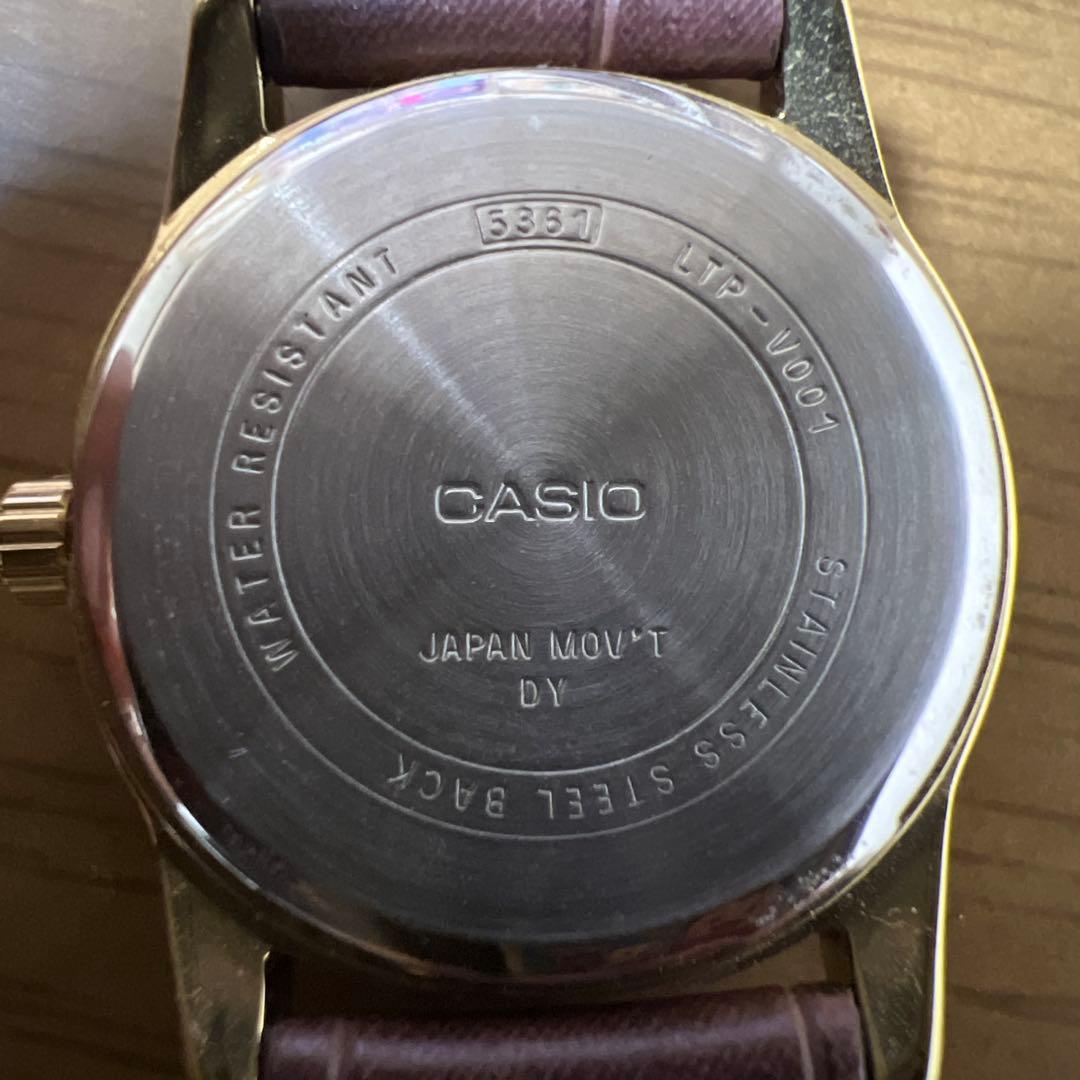 WATER RESISTANT
5361
LTP-V001
STAINLESS STEEL BACK
CASIO
JAPAN MOV'T
DY